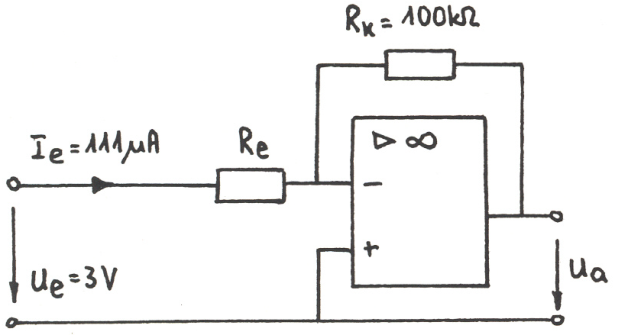 Rk = 100kΩ
Ie = 111µA
Re
▷ ∞
−
+
Ue = 3V
Ua